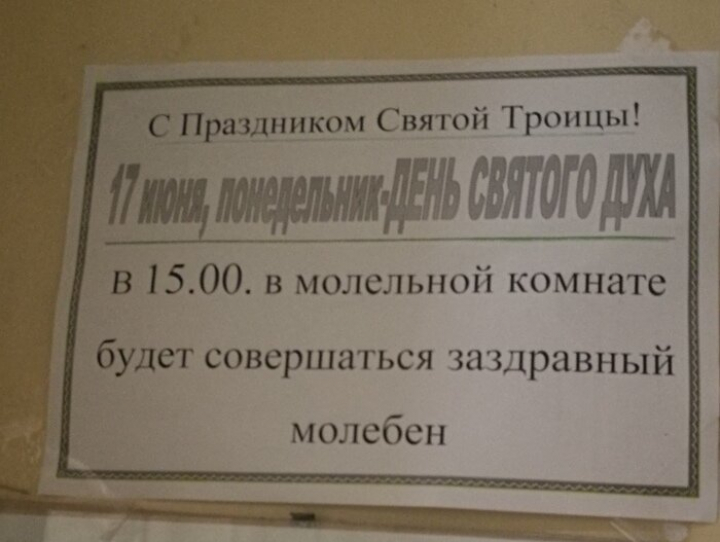 С Праздником Святой Троицы!
17 июня, понедельник-ДЕНЬ СВЯТОГО ДУХА
в 15.00. в молельной комнате
будет совершаться заздравный
молебен